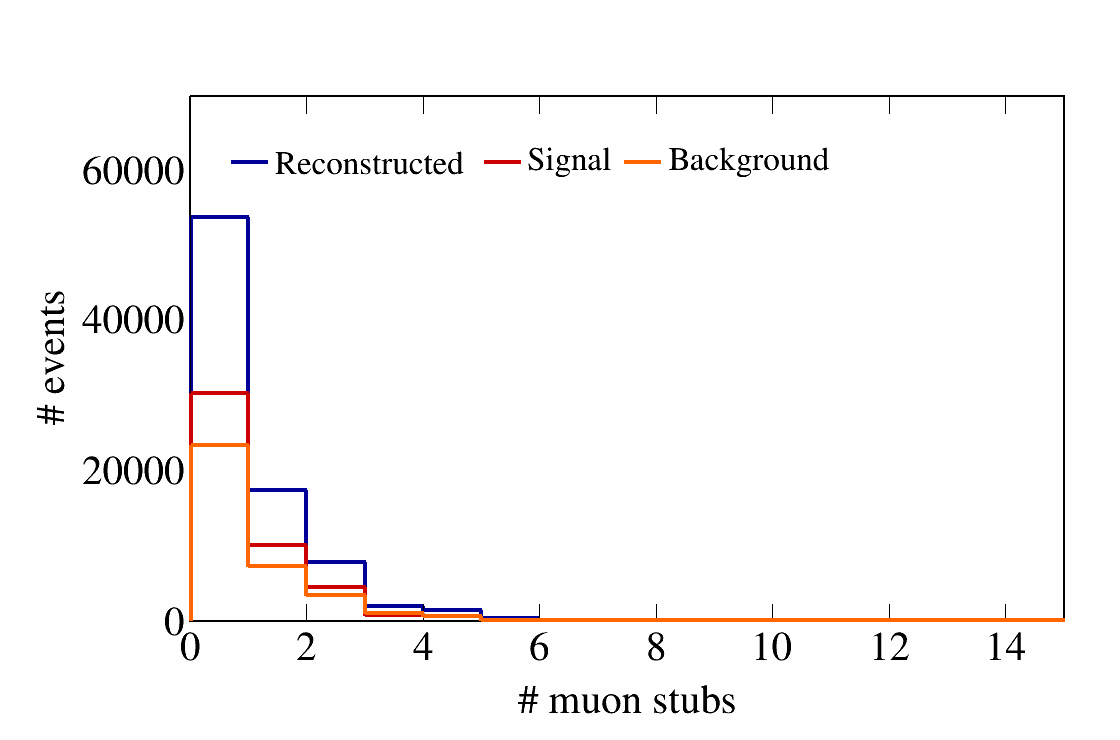 Reconstructed Signal Background
60000
40000
20000
0
# events
0 2 4 6 8 10 12 14
# muon stubs